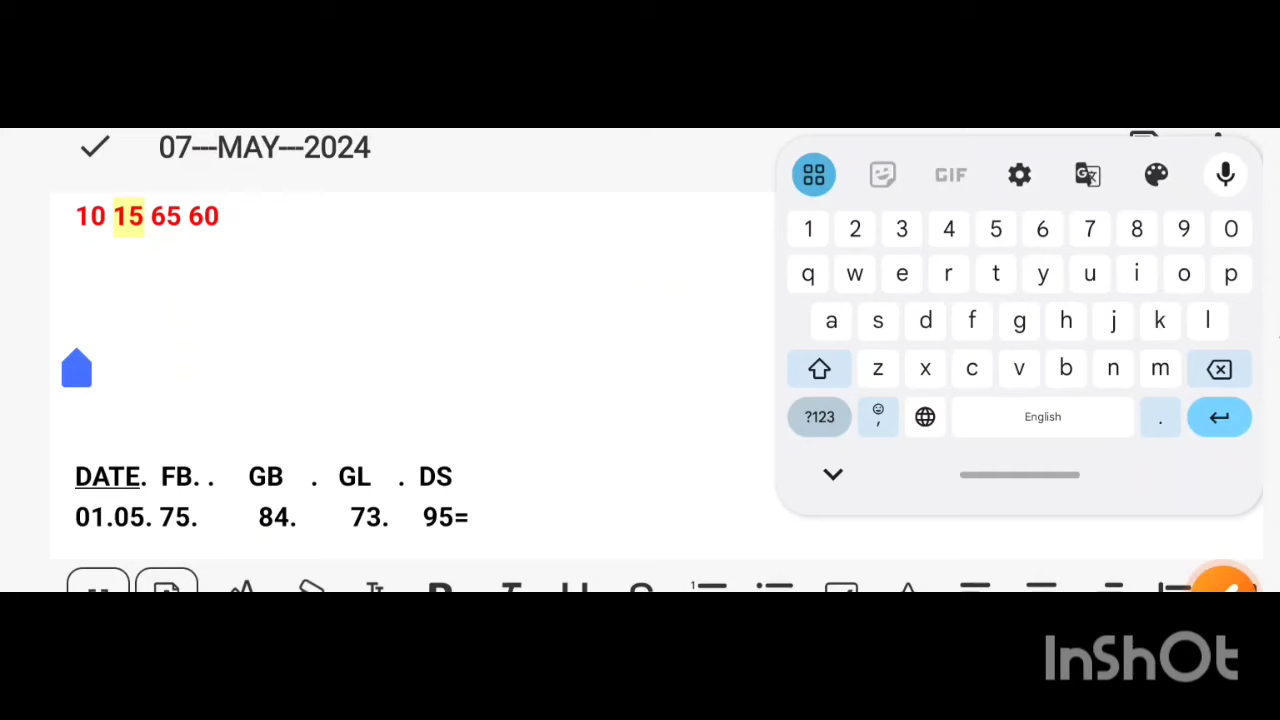 07---MAY---2024
10 15 65 60
DATE. FB. . GB . GL . DS
01.05. 75. 84. 73. 95=
GIF
1 2 3 4 5 6 7 8 9 0
q w e r t y u i o p
a s d f g h j k l
z x c v b n m
?123 , English .
InShOt